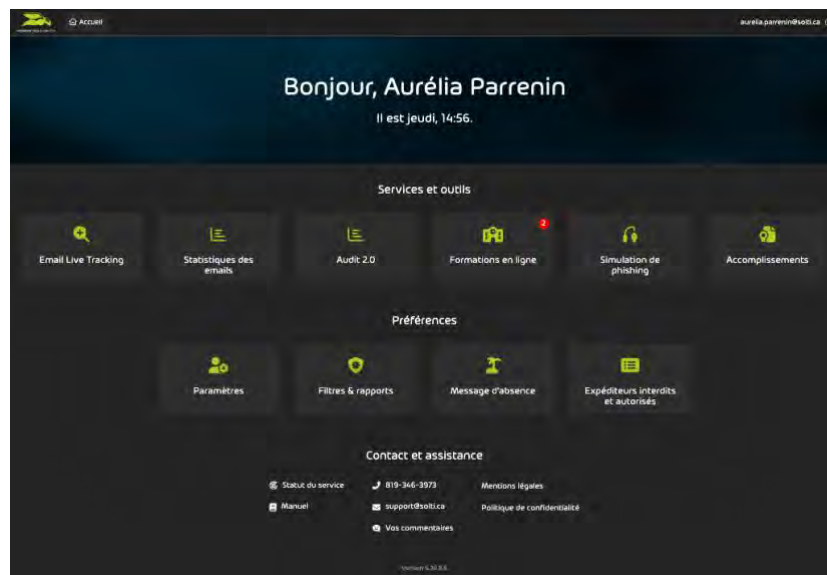 Accueil
aurelia.parrenin@solti.ca
Bonjour, Aurélia Parrenin
Il est jeudi, 14:56.
Services et outils
2
Email Live Tracking
Statistiques des
emails
Audit 2.0
Formations en ligne
Simulation de
phishing
Accomplissements
Préférences
Paramètres
Filtres & rapports
Message d'absence
Expéditeurs interdits
et autorisés
Contact et assistance
Statut du service
819-346-3973
Mentions légales
Manuel
support@solti.ca
Politique de confidentialité
Vos commentaires